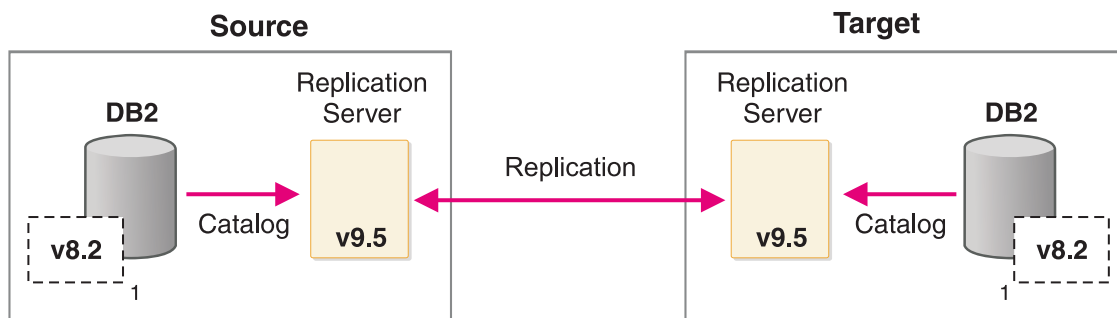 Source
Target
Replication
Server
DB2
Catalog
v8.2
1
v9.5
Replication
Replication
Server
DB2
Catalog
v9.5
v8.2
1